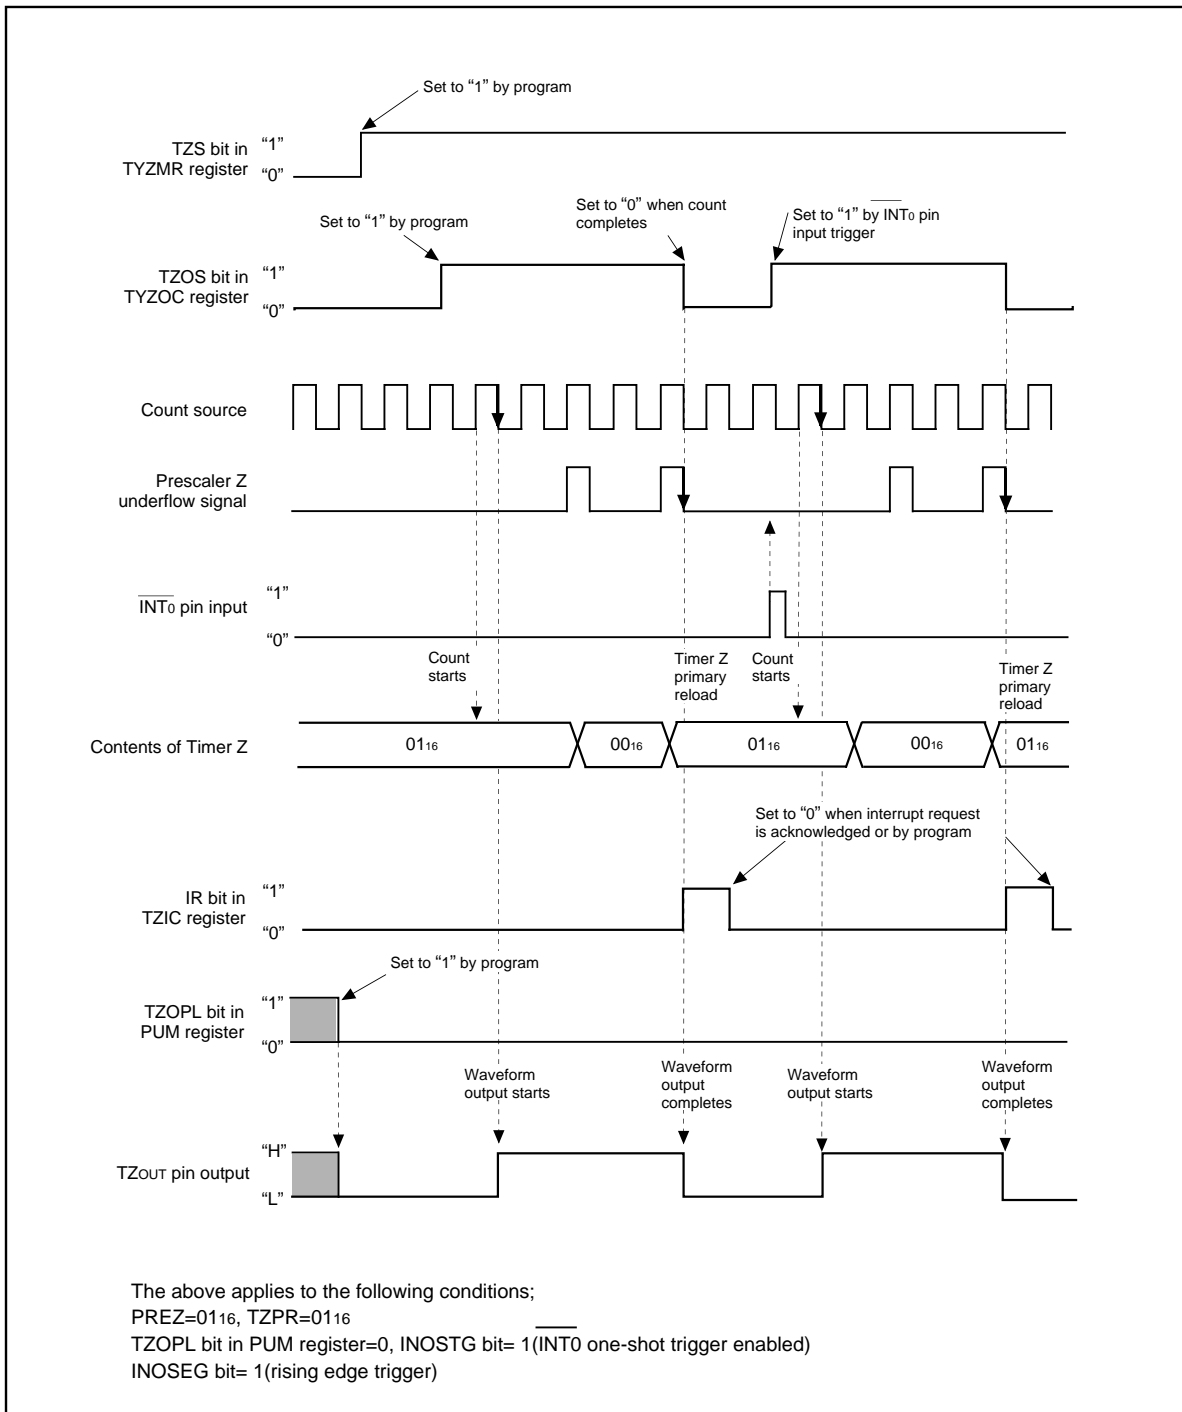 Set to “1” by program
TZS bit in
TYZMR register
“1”
“0”
Set to “1” by program
Set to “0” when count
completes
Set to “1” by INT0 pin
input trigger
TZOS bit in
TYZOC register
“1”
“0”
Count source
Prescaler Z
underflow signal
INT0 pin input
“1”
“0”
Count
starts
Timer Z
primary
reload
Count
starts
Timer Z
primary
reload
Contents of Timer Z
0116
0016
0116
0016
0116
Set to “0” when interrupt request
is acknowledged or by program
IR bit in
TZIC register
“1”
“0”
Set to “1” by program
TZOPL bit in
PUM register
“1”
“0”
Waveform
output starts
Waveform
output
completes
Waveform
output starts
Waveform
output
completes
TZOUT pin output
“H”
“L”
The above applies to the following conditions;
PREZ=0116, TZPR=0116
TZOPL bit in PUM register=0, INOSTG bit= 1(INT0 one-shot trigger enabled)
INOSEG bit= 1(rising edge trigger)